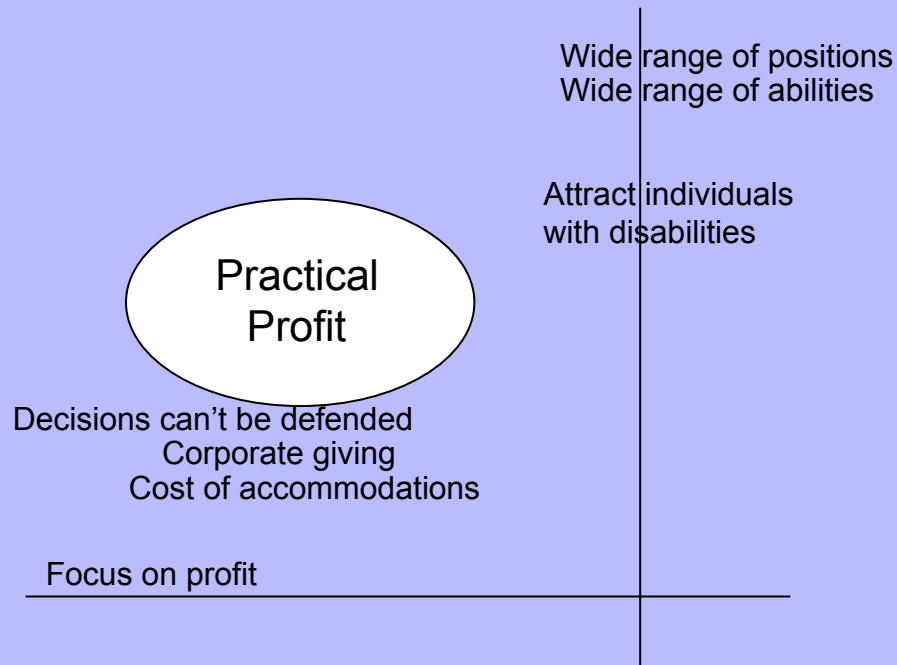 Wide range of positions
Wide range of abilities
Attract individuals
with disabilities
Practical
Profit
Decisions can’t be defended
Corporate giving
Cost of accommodations
Focus on profit